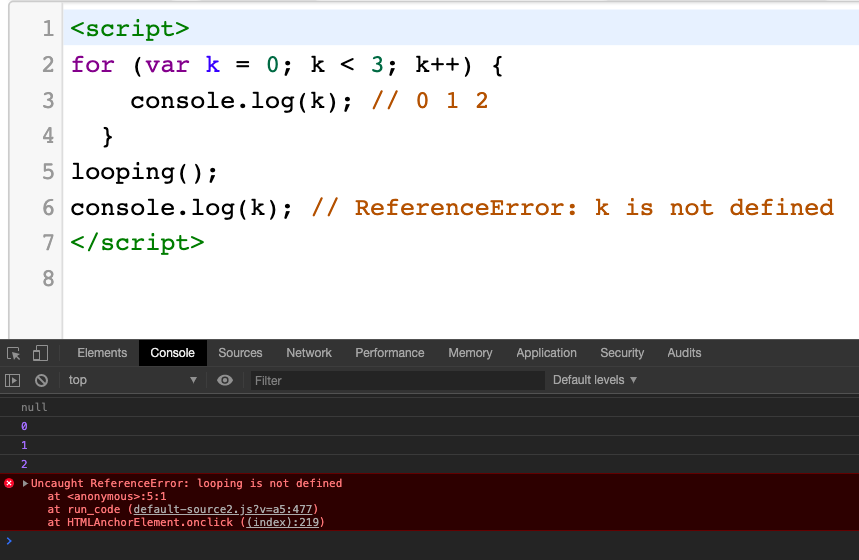 1 <script>
2 for (var k = 0; k < 3; k++) {
3 console.log(k); // 0 1 2
4 }
5 looping();
6 console.log(k); // ReferenceError: k is not defined
7 </script>
8
Elements Console Sources Network Performance Memory Application Security Audits
top ▼ Filter Default levels ▼
null
0
1
2
Uncaught ReferenceError: looping is not defined
at <anonymous>:5:1
at run_code (default-source2.js?v=a5:477)
at HTMLAnchorElement.onclick ((index):219)
>